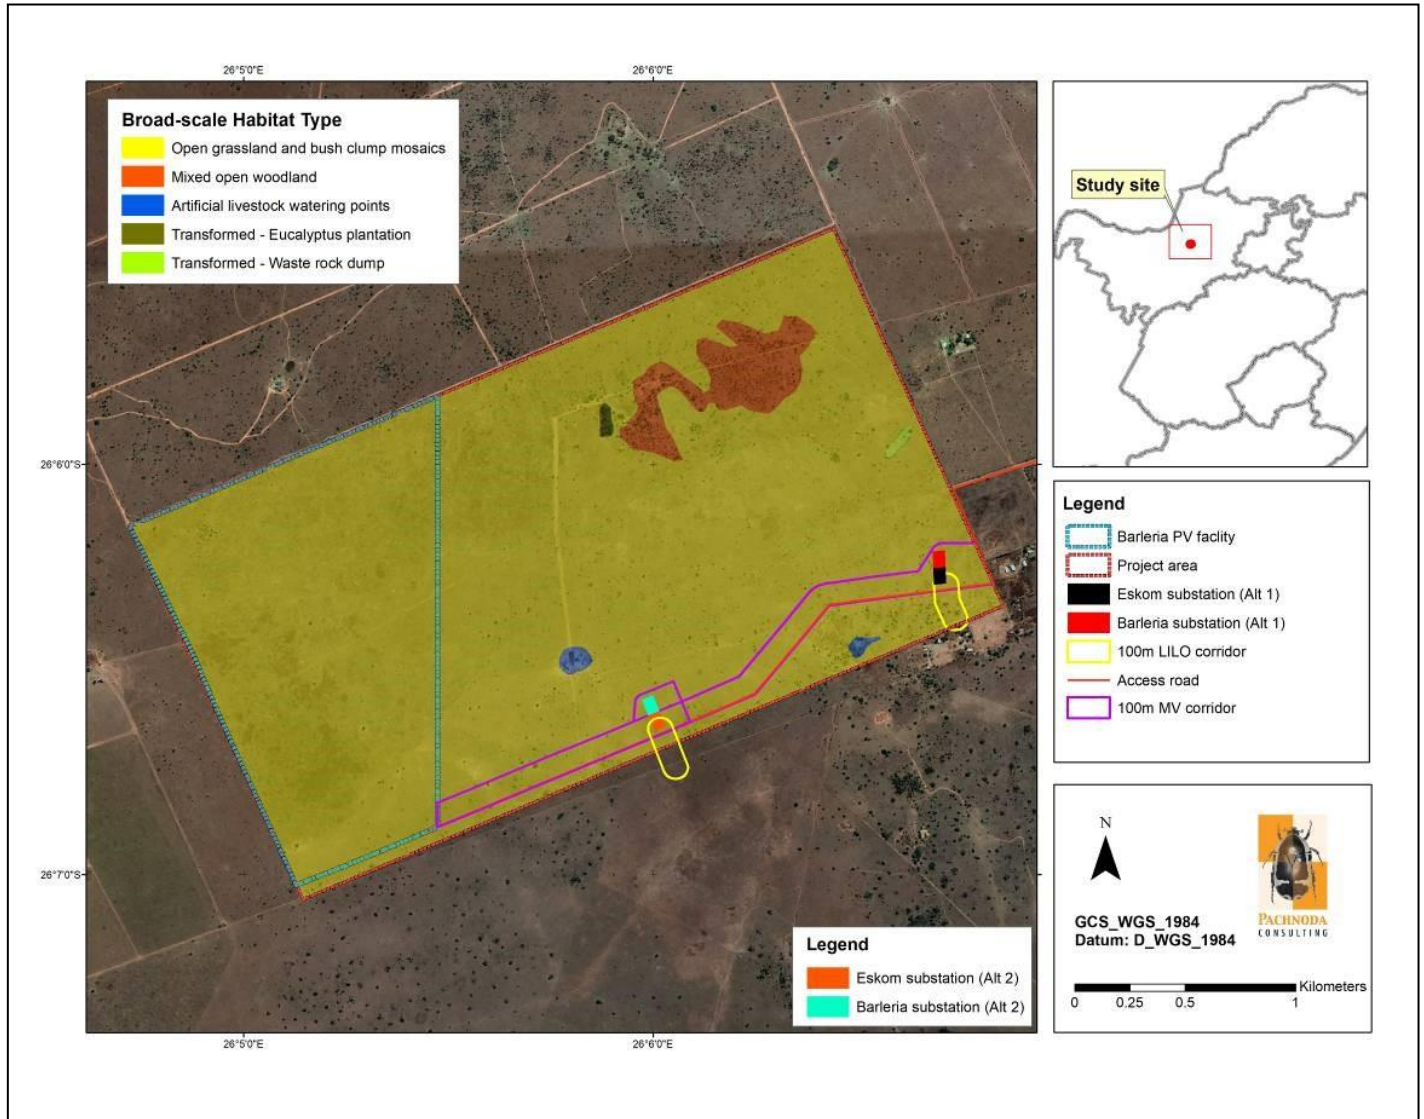 26°5'0"E
26°6'0"E
Broad-scale Habitat Type
Open grassland and bush clump mosaics
Mixed open woodland
Artificial livestock watering points
Transformed - Eucalyptus plantation
Transformed - Waste rock dump
Study site
26°6'0"S
26°7'0"S
Legend
Barleria PV faclity
Project area
Eskom substation (Alt 1)
Barleria substation (Alt 1)
100m LILO corridor
Access road
100m MV corridor
Legend
Eskom substation (Alt 2)
Barleria substation (Alt 2)
N
PACHNODA
CONSULTING
GCS_WGS_1984
Datum: D_WGS_1984
Kilometers
0 0.25 0.5 1
26°5'0"E
26°6'0"E